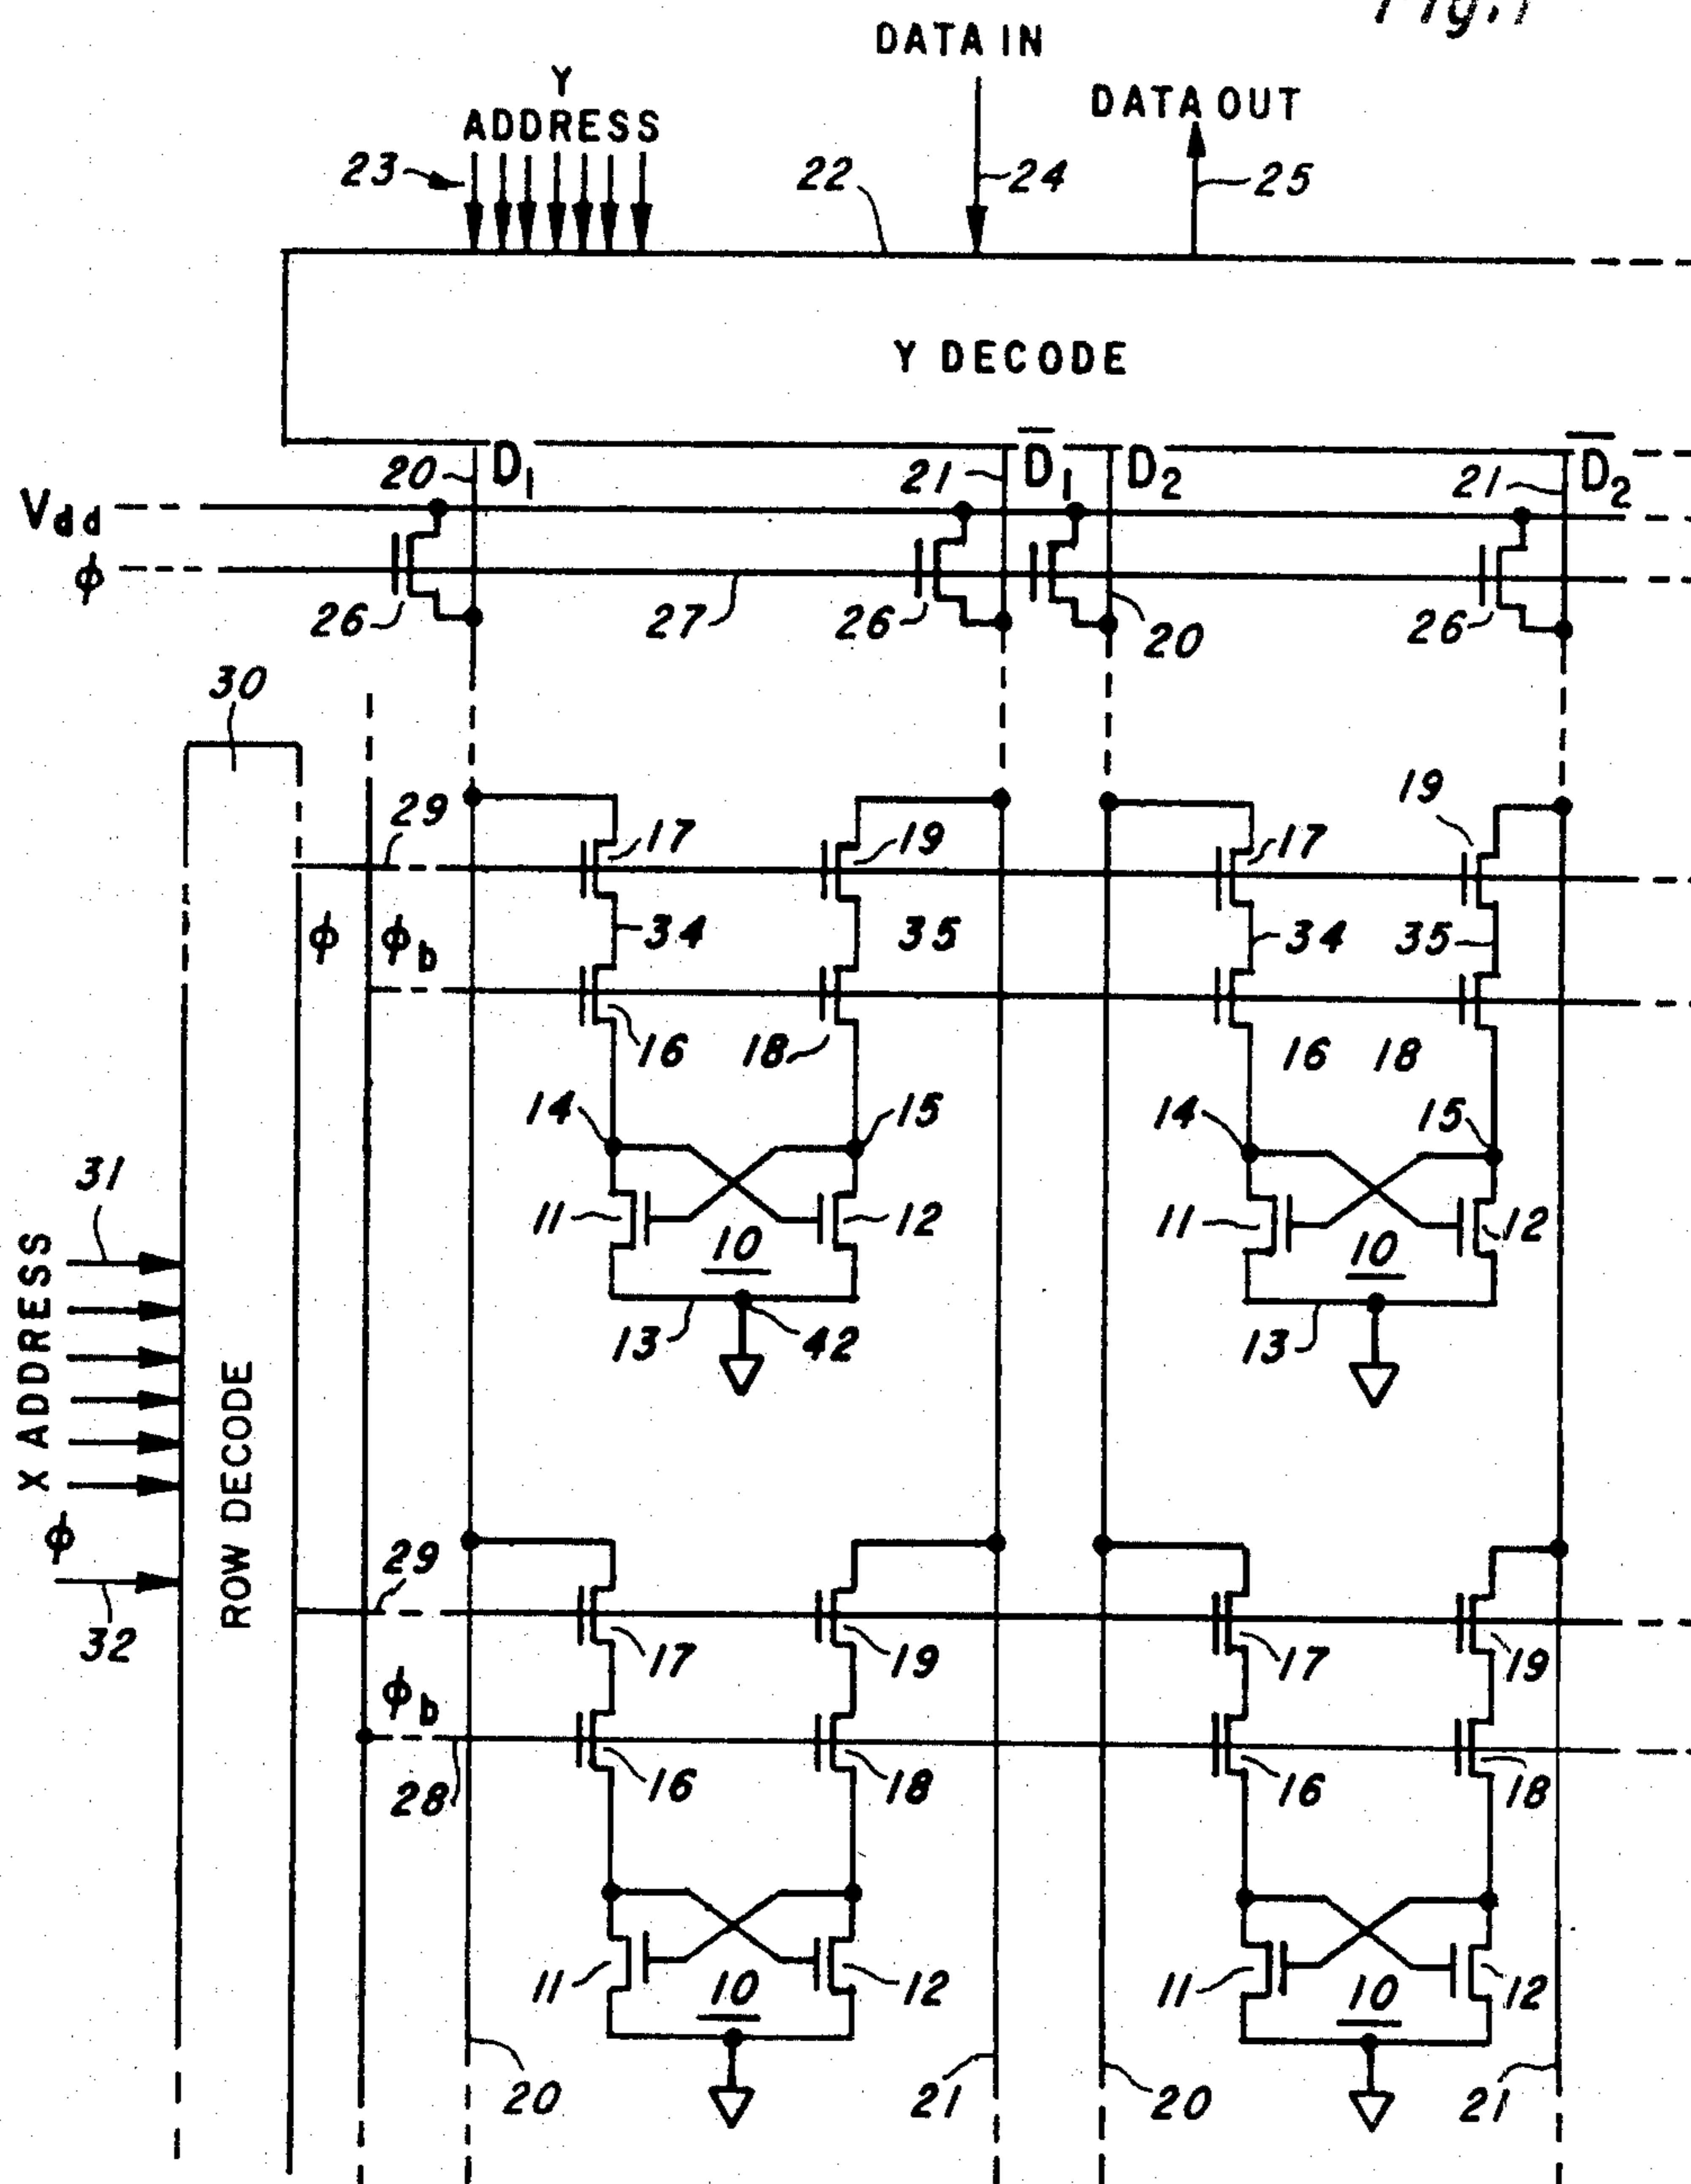 Fig. 1
DATA IN
Y
ADDRESS
DATA OUT
23
22
24
25
Y DECODE
20 D1 21 D̅1 D2 21 D̅2
Vdd
ϕ
26 27 26 20 26
30
29 17 19 17 19
ϕ ϕb 34 35 34 35
16 18 16 18
14 15 14 15
31
11 10 12 11 10 12
13 42 13
X ADDRESS
ROW DECODE
ϕ
29
32
17 19 17 19
ϕb
28 16 18 16 18
11 10 12 11 10 12
20 21 20 21